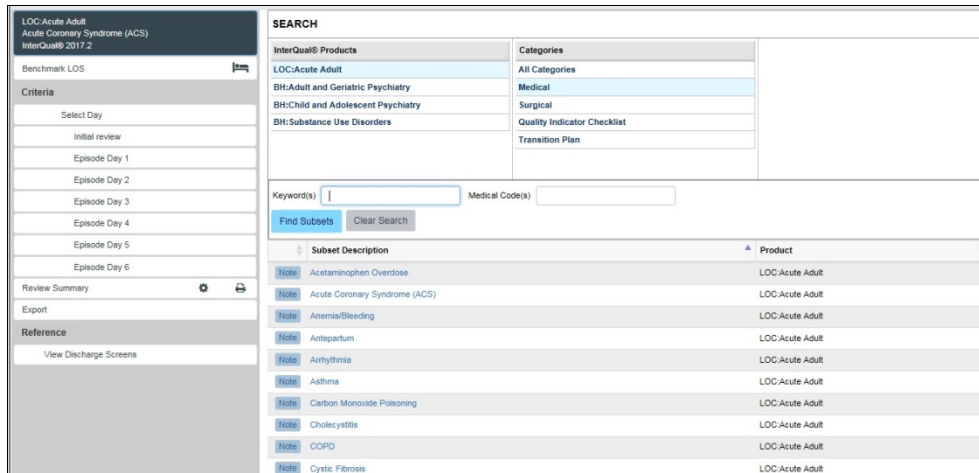 LOC:Acute Adult
Acute Coronary Syndrome (ACS)
InterQual® 2017.2
Benchmark LOS
Criteria
Select Day
Initial review
Episode Day 1
Episode Day 2
Episode Day 3
Episode Day 4
Episode Day 5
Episode Day 6
Review Summary
Export
Reference
View Discharge Screens
SEARCH
InterQual® Products
LOC:Acute Adult
BH:Adult and Geriatric Psychiatry
BH:Child and Adolescent Psychiatry
BH:Substance Use Disorders
Categories
All Categories
Medical
Surgical
Quality Indicator Checklist
Transition Plan
Keyword(s) Medical Code(s)
Find Subsets Clear Search
Subset Description Product
Note Acetaminophen Overdose LOC:Acute Adult
Note Acute Coronary Syndrome (ACS) LOC:Acute Adult
Note Anemia/Bleeding LOC:Acute Adult
Note Antepartum LOC:Acute Adult
Note Arrhythmia LOC:Acute Adult
Note Asthma LOC:Acute Adult
Note Carbon Monoxide Poisoning LOC:Acute Adult
Note Cholecystitis LOC:Acute Adult
Note COPD LOC:Acute Adult
Note Cystic Fibrosis LOC:Acute Adult